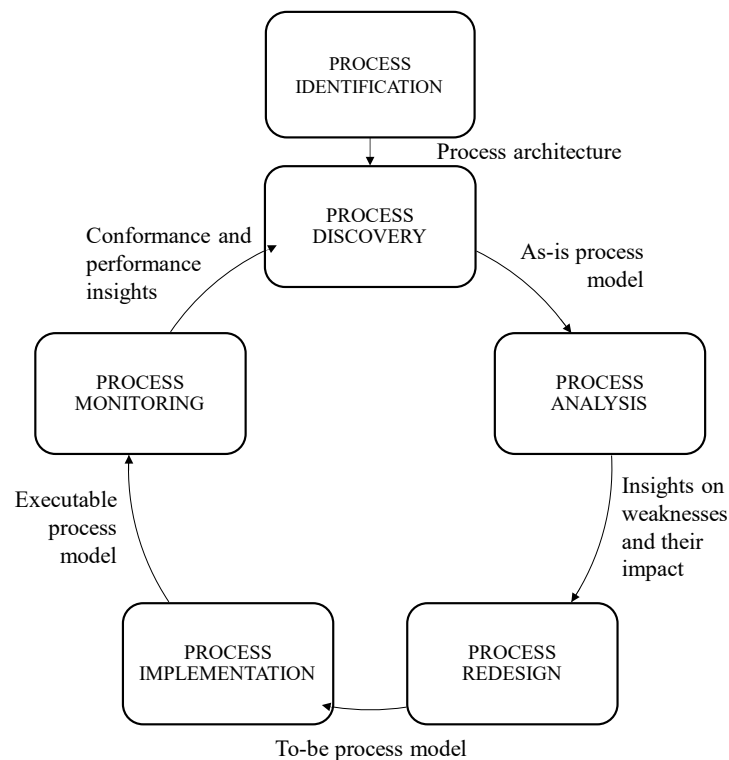 PROCESS
IDENTIFICATION
Process architecture
PROCESS
DISCOVERY
Conformance and
performance
insights
As-is process
model
PROCESS
MONITORING
PROCESS
ANALYSIS
Executable
process
model
Insights on
weaknesses
and their
impact
PROCESS
IMPLEMENTATION
PROCESS
REDESIGN
To-be process model